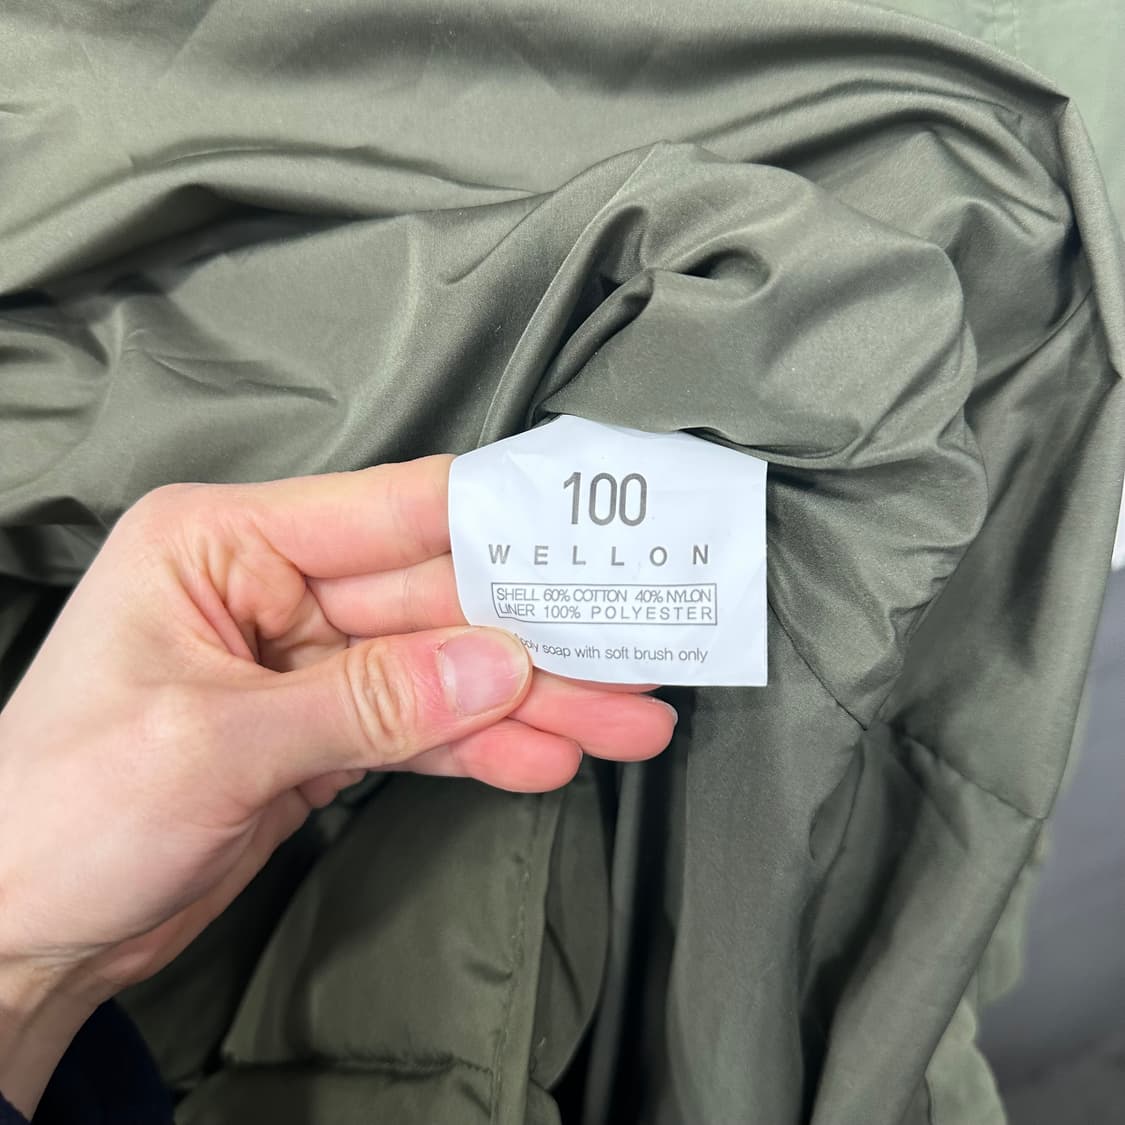 100
WELLON
SHELL 60% COTTON 40% NYLON
LINER 100% POLYESTER
soap with soft brush only